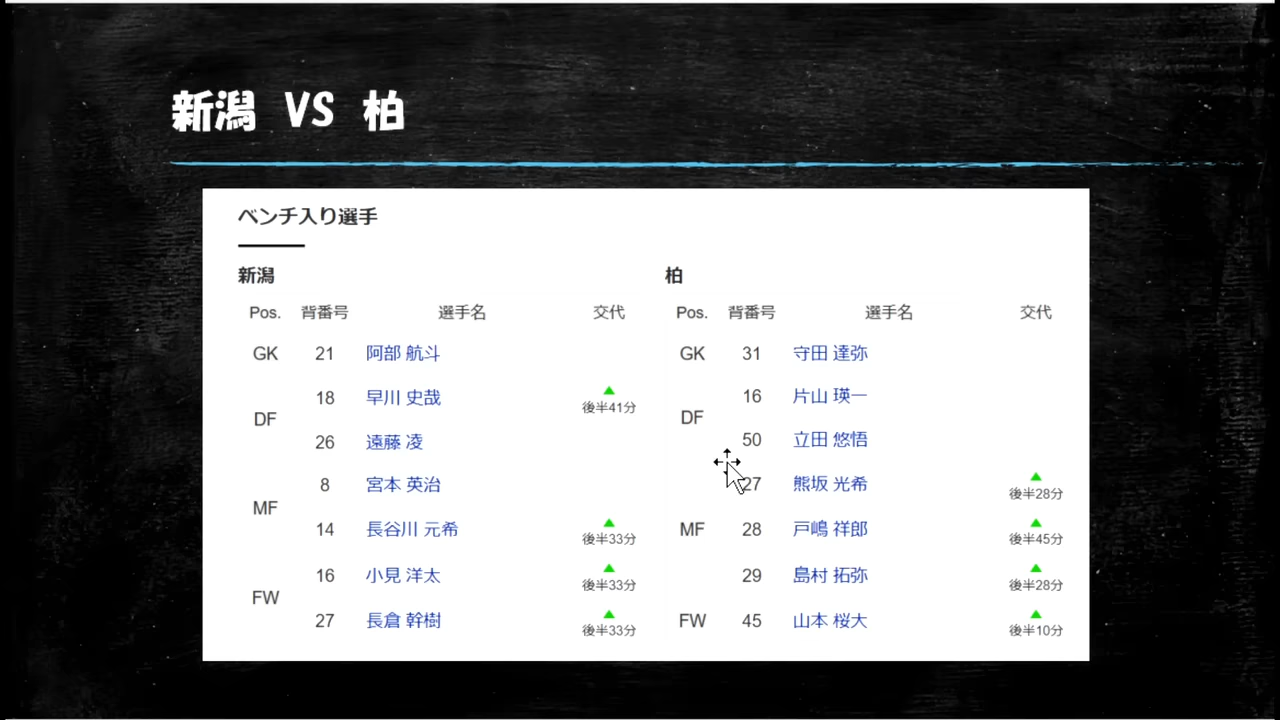 新潟 VS 柏
ベンチ入り選手
新潟
Pos. 背番号 選手名 交代
GK 21 阿部 航斗
DF
18 早川 史哉 後半41分
26 遠藤 凌
MF
8 宮本 英治
14 長谷川 元希 後半33分
FW
16 小見 洋太 後半33分
27 長倉 幹樹 後半33分
柏
Pos. 背番号 選手名 交代
GK 31 守田 達弥
DF
16 片山 瑛一
50 立田 悠悟
MF
27 熊坂 光希 後半28分
28 戸嶋 祥郎 後半45分
29 島村 拓弥 後半28分
FW 45 山本 桜大 後半10分